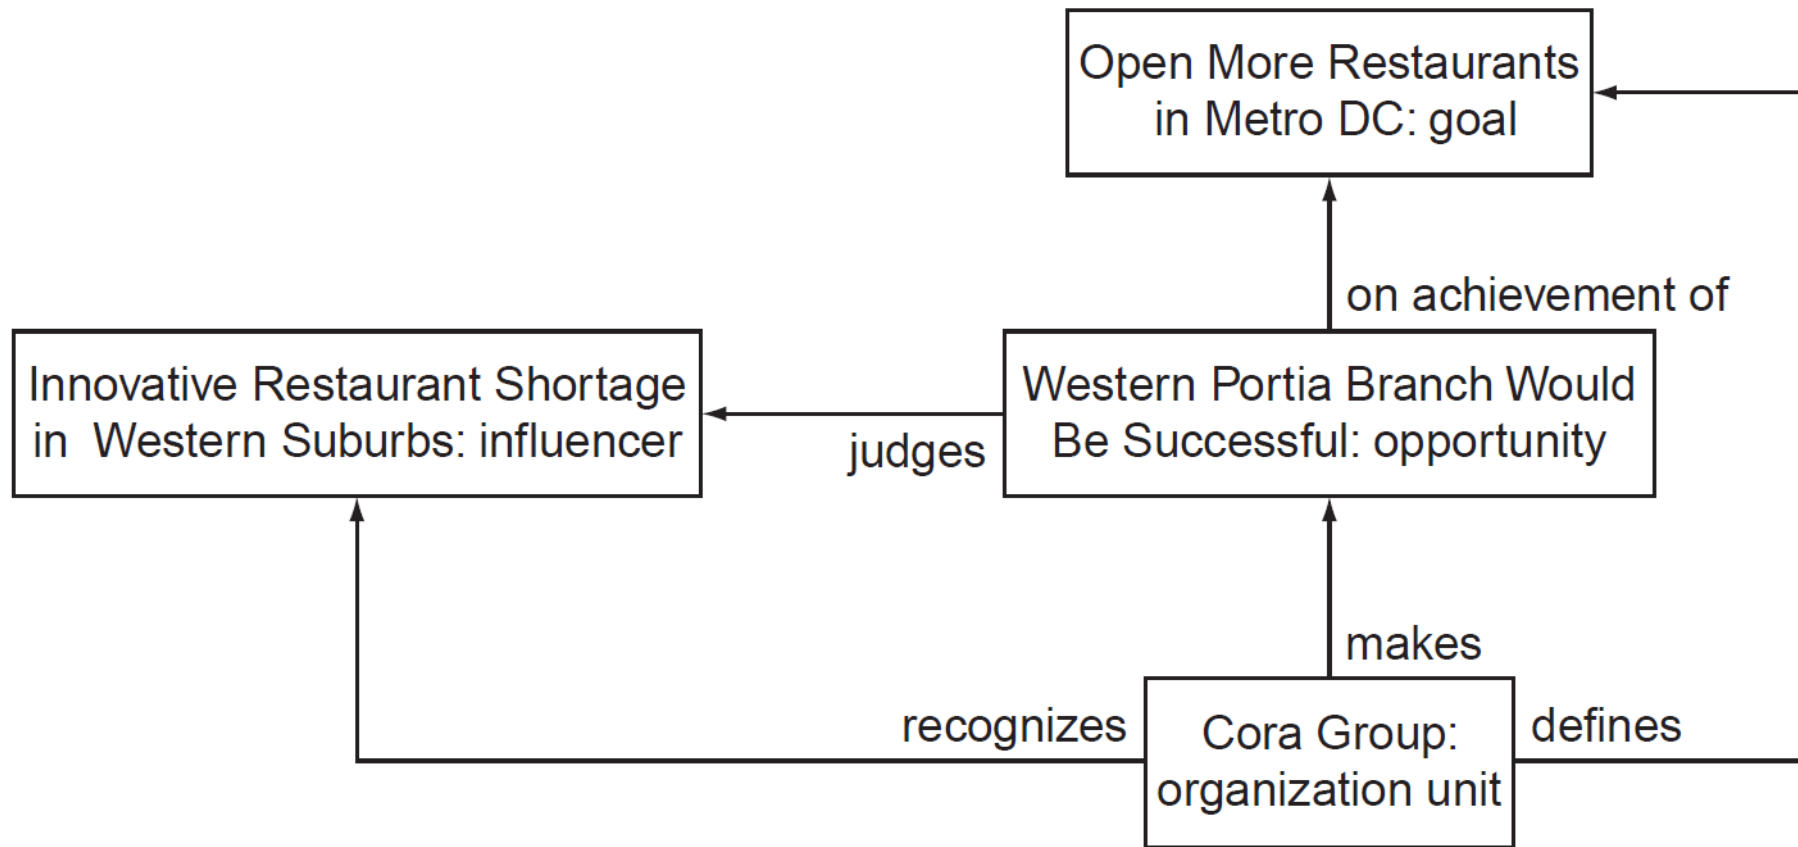 Open More Restaurants
in Metro DC: goal
on achievement of
Innovative Restaurant Shortage
in Western Suburbs: influencer
judges
Western Portia Branch Would
Be Successful: opportunity
makes
recognizes
Cora Group:
organization unit
defines